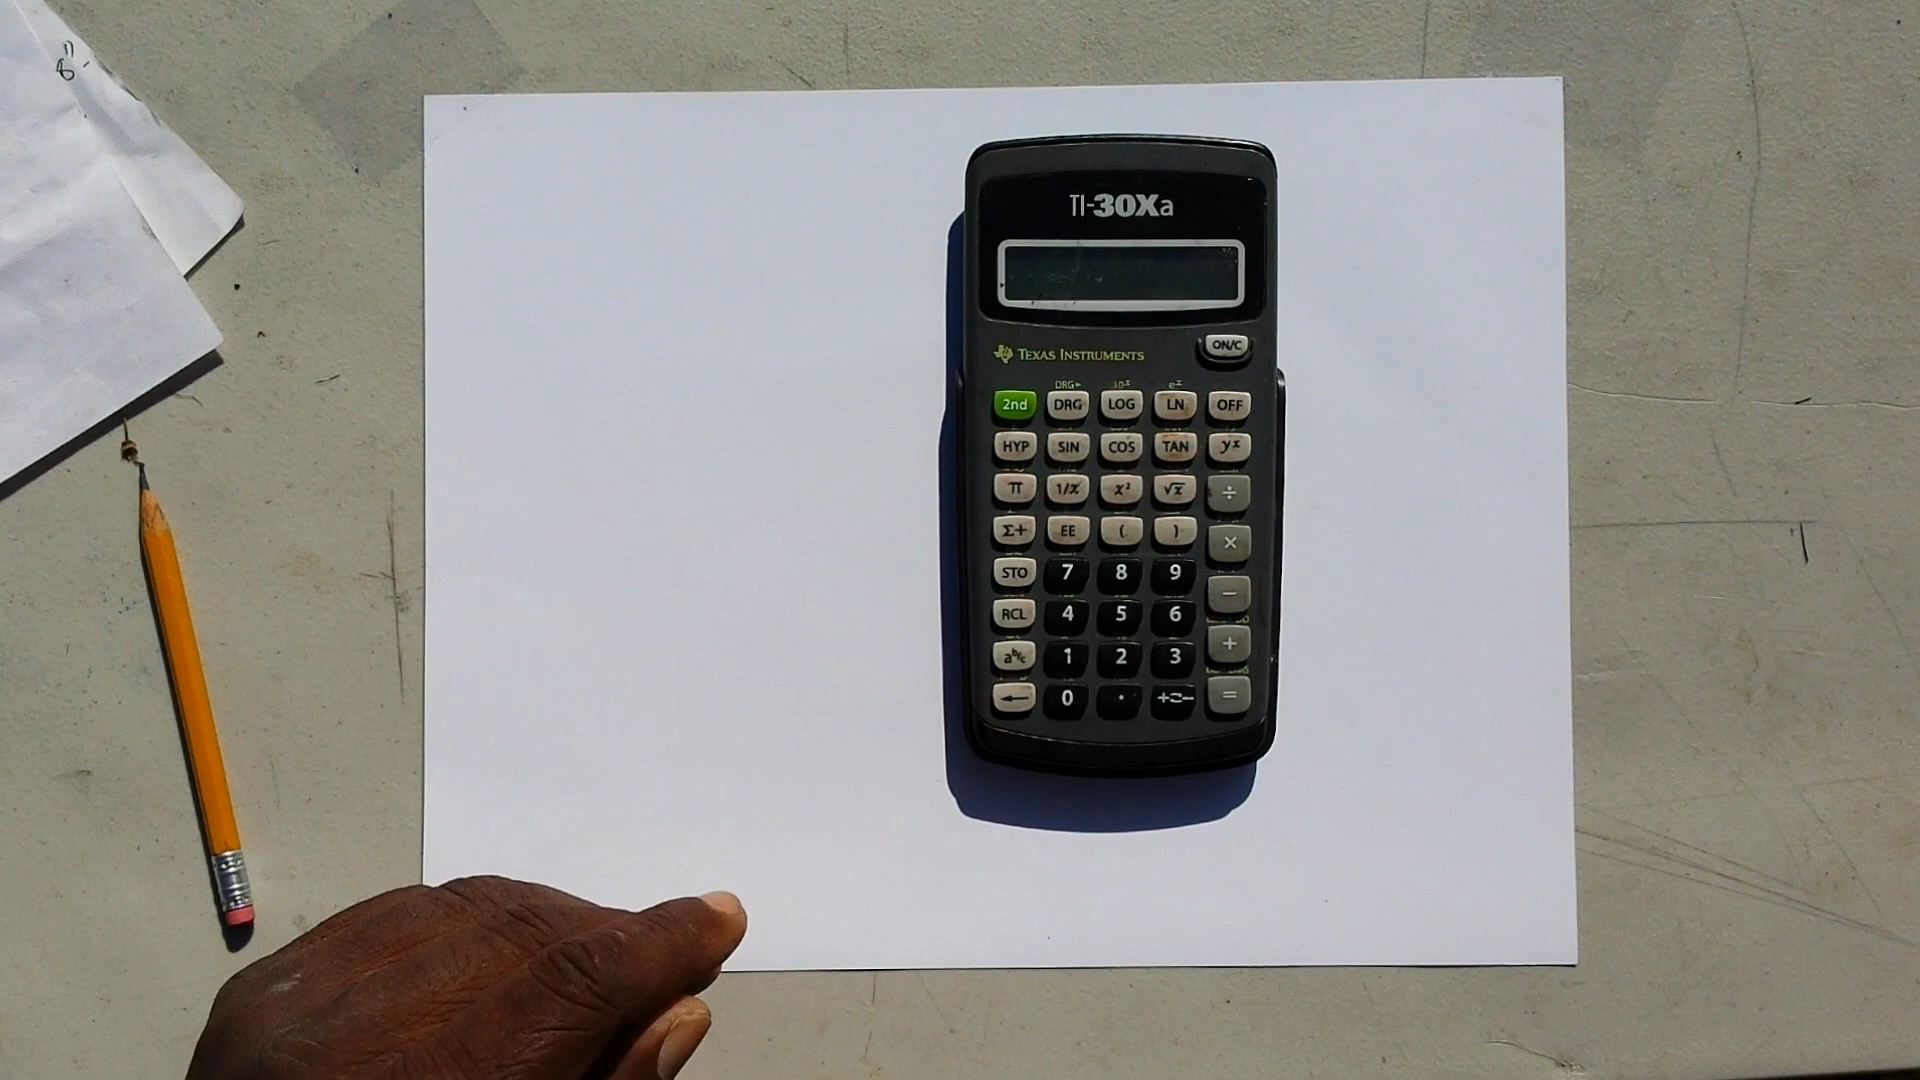 8"-
TI-30Xa
TEXAS INSTRUMENTS
ON/C
DRG▸ 10ˣ eˣ
2nd DRG LOG LN OFF
HYP SIN COS TAN yˣ
π 1/x x² √x ÷
Σ+ EE ( ) ×
STO 7 8 9 −
RCL 4 5 6 +
a b/c 1 2 3 =
← 0 . +⇄−